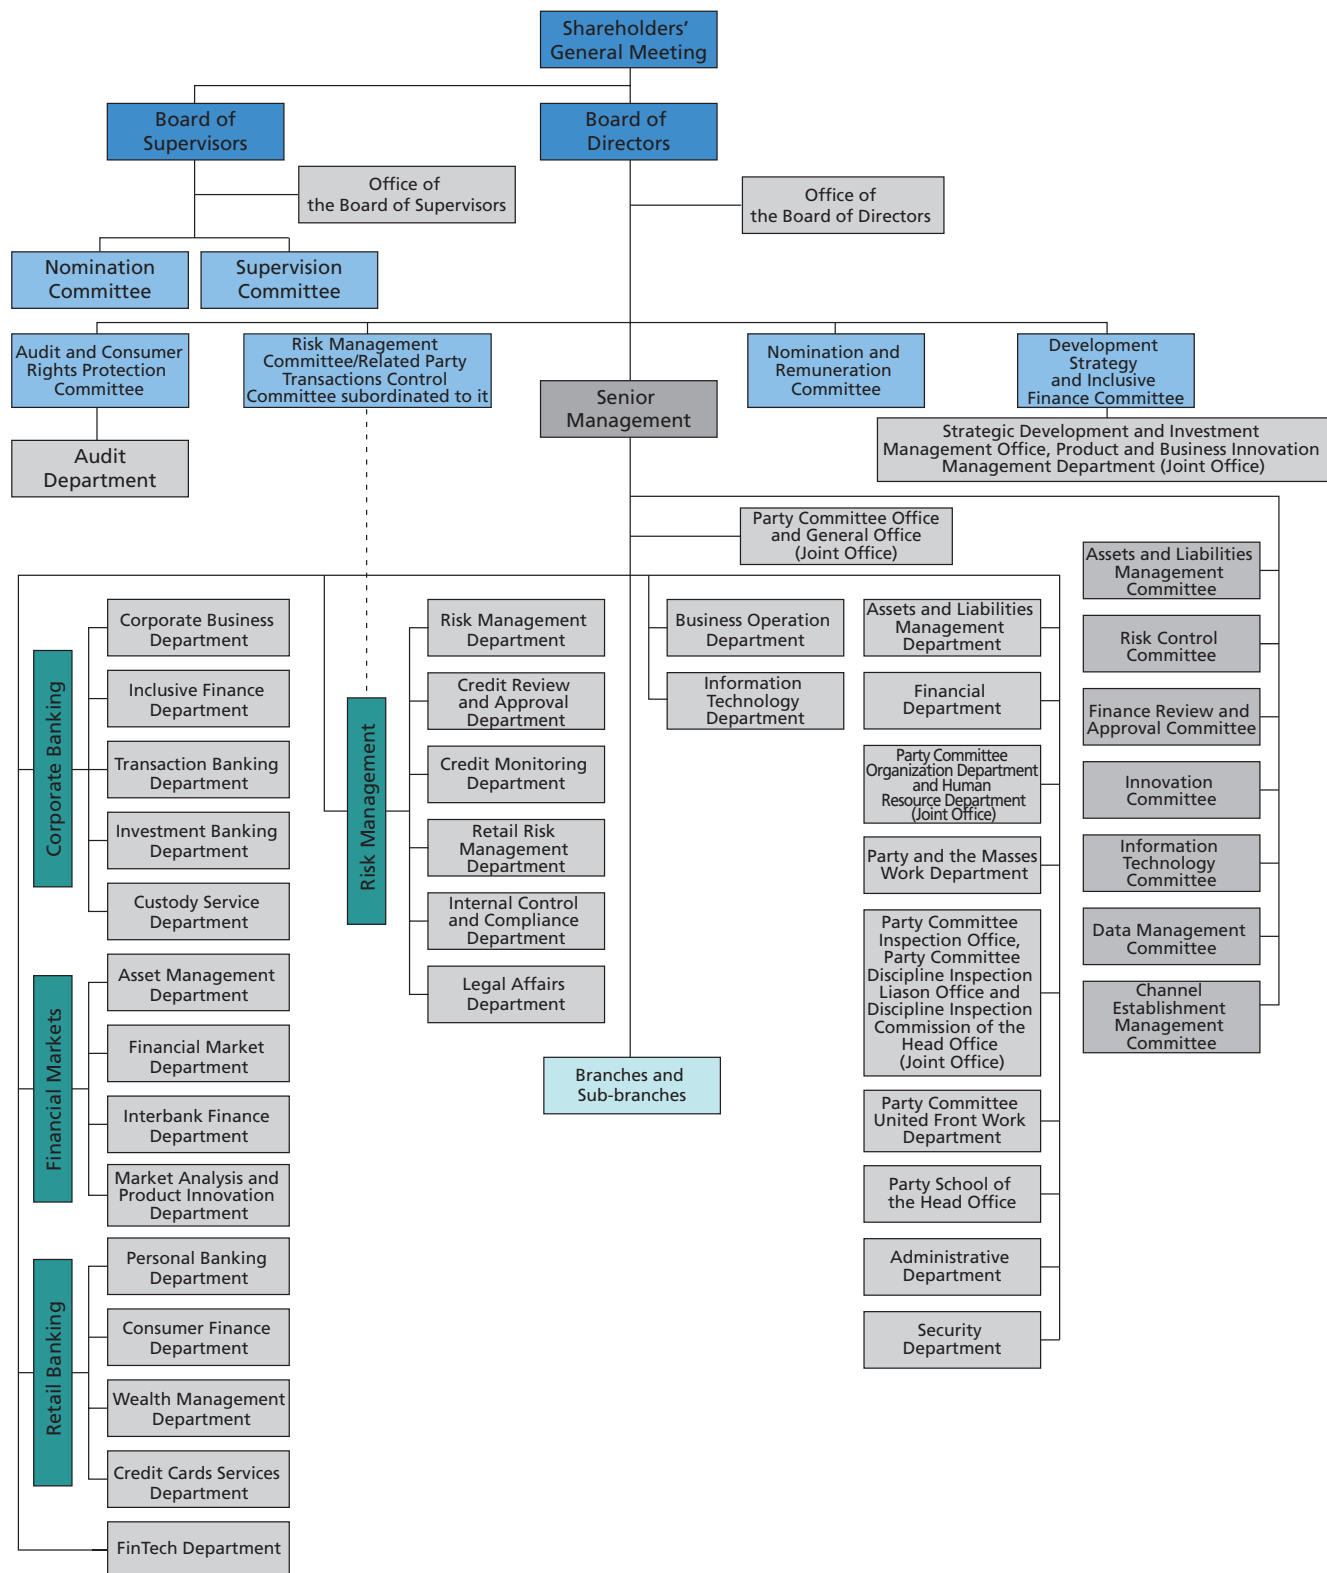 Shareholders'
General Meeting
Board of
Supervisors
Board of
Directors
Office of
the Board of Supervisors
Office of
the Board of Directors
Nomination
Committee
Supervision
Committee
Audit and Consumer
Rights Protection
Committee
Risk Management
Committee/Related Party
Transactions Control
Committee subordinated to it
Nomination and
Remuneration
Committee
Development
Strategy
and Inclusive
Finance Committee
Senior
Management
Audit
Department
Strategic Development and Investment
Management Office, Product and Business Innovation
Management Department (Joint Office)
Party Committee Office
and General Office
(Joint Office)
Corporate Banking
Corporate Business
Department
Inclusive Finance
Department
Transaction Banking
Department
Investment Banking
Department
Custody Service
Department
Financial Markets
Asset Management
Department
Financial Market
Department
Interbank Finance
Department
Market Analysis and
Product Innovation
Department
Retail Banking
Personal Banking
Department
Consumer Finance
Department
Wealth Management
Department
Credit Cards Services
Department
FinTech Department
Risk Management
Risk Management
Department
Credit Review
and Approval
Department
Credit Monitoring
Department
Retail Risk
Management
Department
Internal Control
and Compliance
Department
Legal Affairs
Department
Branches and
Sub-branches
Business Operation
Department
Information
Technology
Department
Assets and Liabilities
Management
Department
Financial
Department
Party Committee
Organization Department
and Human
Resource Department
(Joint Office)
Party and the Masses
Work Department
Party Committee
Inspection Office,
Party Committee
Discipline Inspection
Liason Office and
Discipline Inspection
Commission of the
Head Office
(Joint Office)
Party Committee
United Front Work
Department
Party School of
the Head Office
Administrative
Department
Security
Department
Assets and Liabilities
Management
Committee
Risk Control
Committee
Finance Review and
Approval Committee
Innovation
Committee
Information
Technology
Committee
Data Management
Committee
Channel
Establishment
Management
Committee